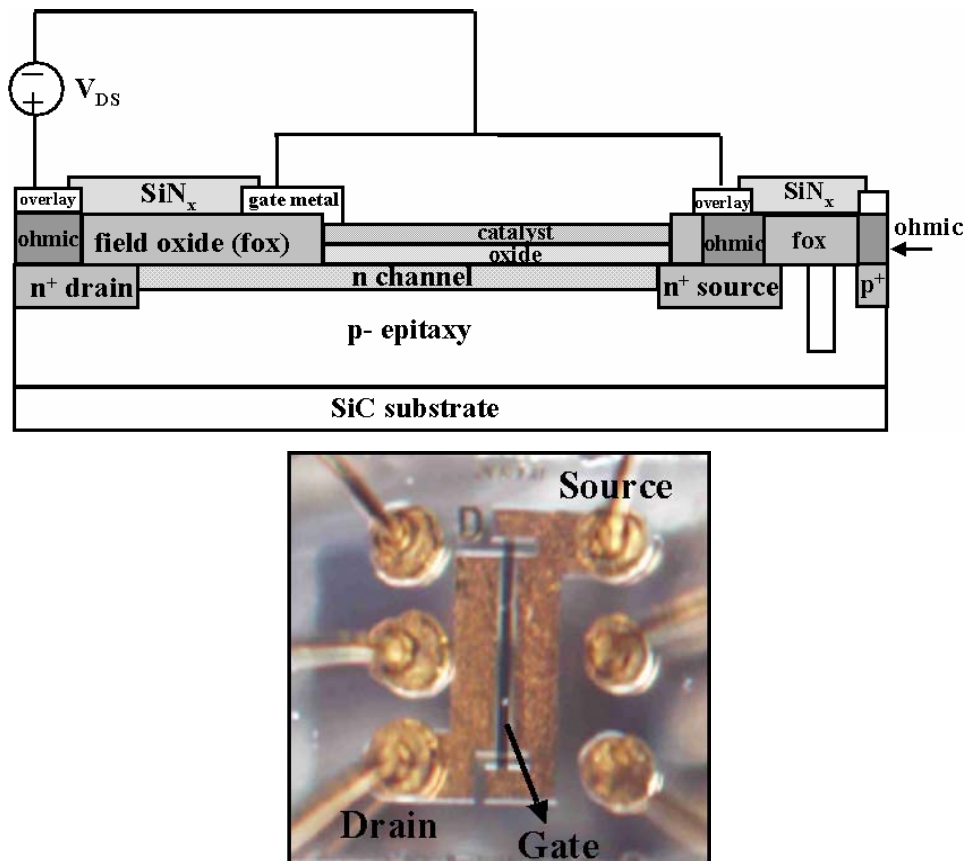 −
+
V_DS
overlay SiN_x gate metal overlay SiN_x
ohmic field oxide (fox) catalyst ohmic fox ohmic
oxide
n⁺ drain n channel n⁺ source p⁺
p- epitaxy
SiC substrate
Source
D
Drain
Gate